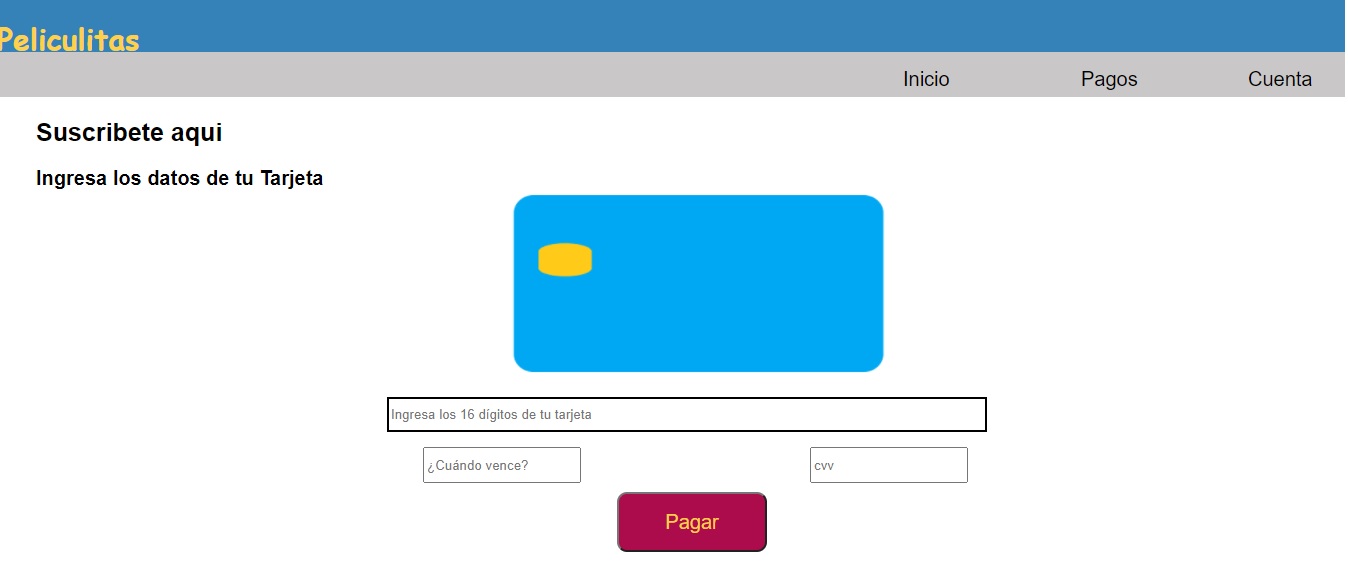 Peliculitas
Inicio Pagos Cuenta
Suscribete aqui
Ingresa los datos de tu Tarjeta
Ingresa los 16 dígitos de tu tarjeta
¿Cuándo vence? cvv
Pagar